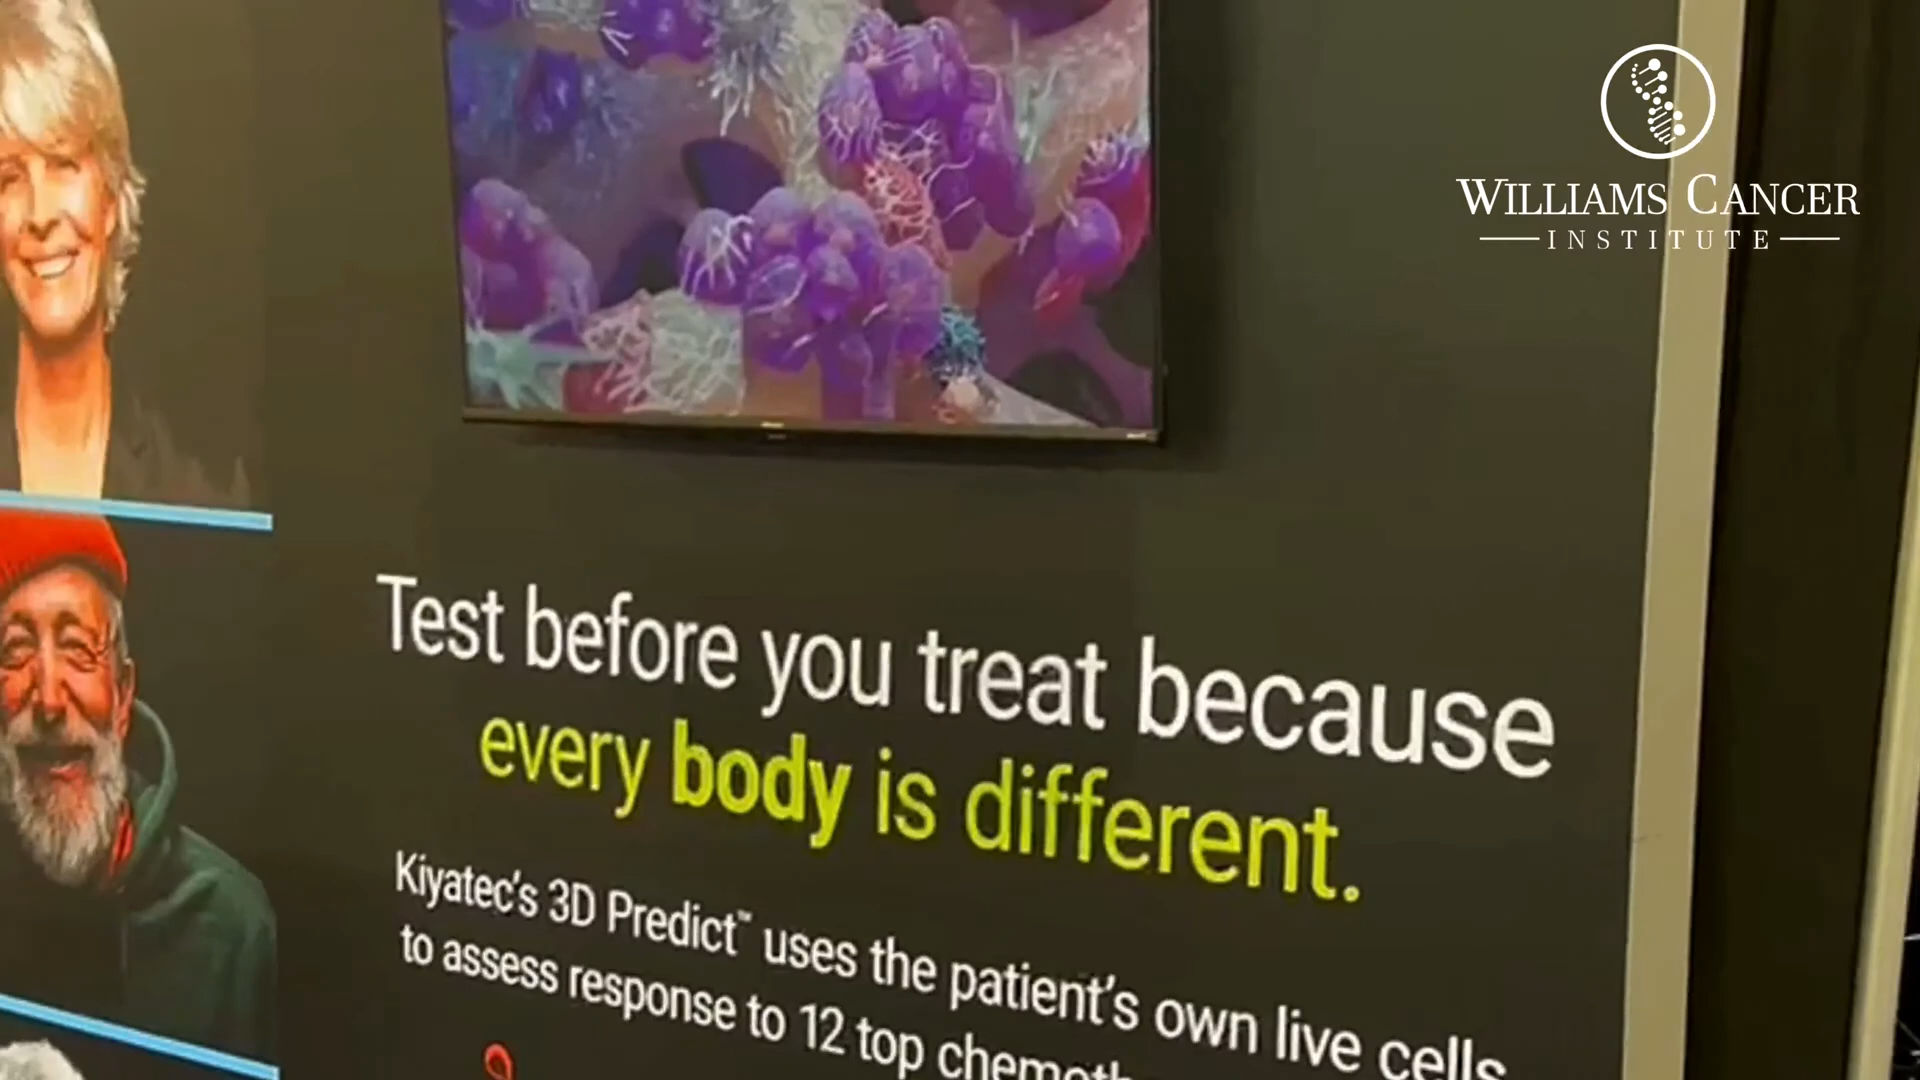 WILLIAMS CANCER
INSTITUTE
Test before you treat because
every body is different.
Kiyatec's 3D Predict™ uses the patient's own live cells
to assess response to 12 top